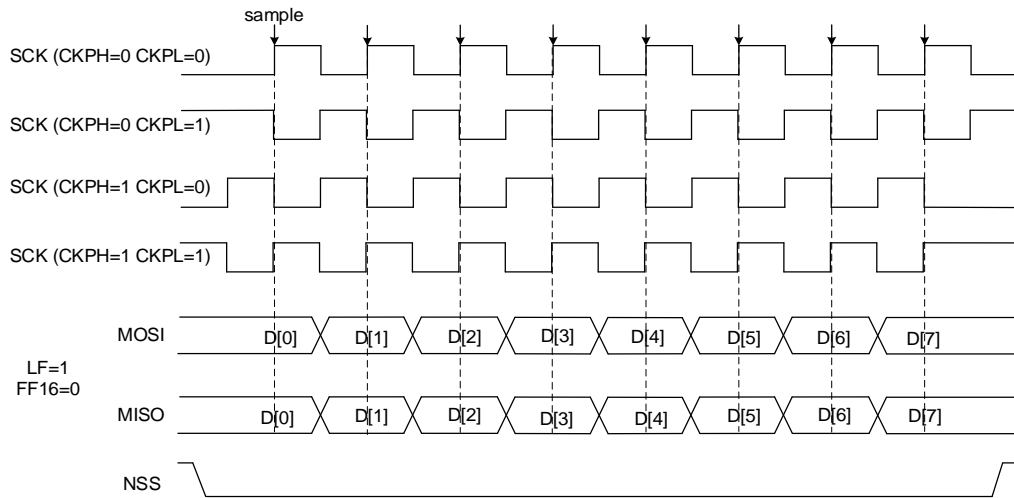 sample
SCK (CKPH=0 CKPL=0)
SCK (CKPH=0 CKPL=1)
SCK (CKPH=1 CKPL=0)
SCK (CKPH=1 CKPL=1)
MOSI D[0] D[1] D[2] D[3] D[4] D[5] D[6] D[7]
LF=1
FF16=0
MISO D[0] D[1] D[2] D[3] D[4] D[5] D[6] D[7]
NSS